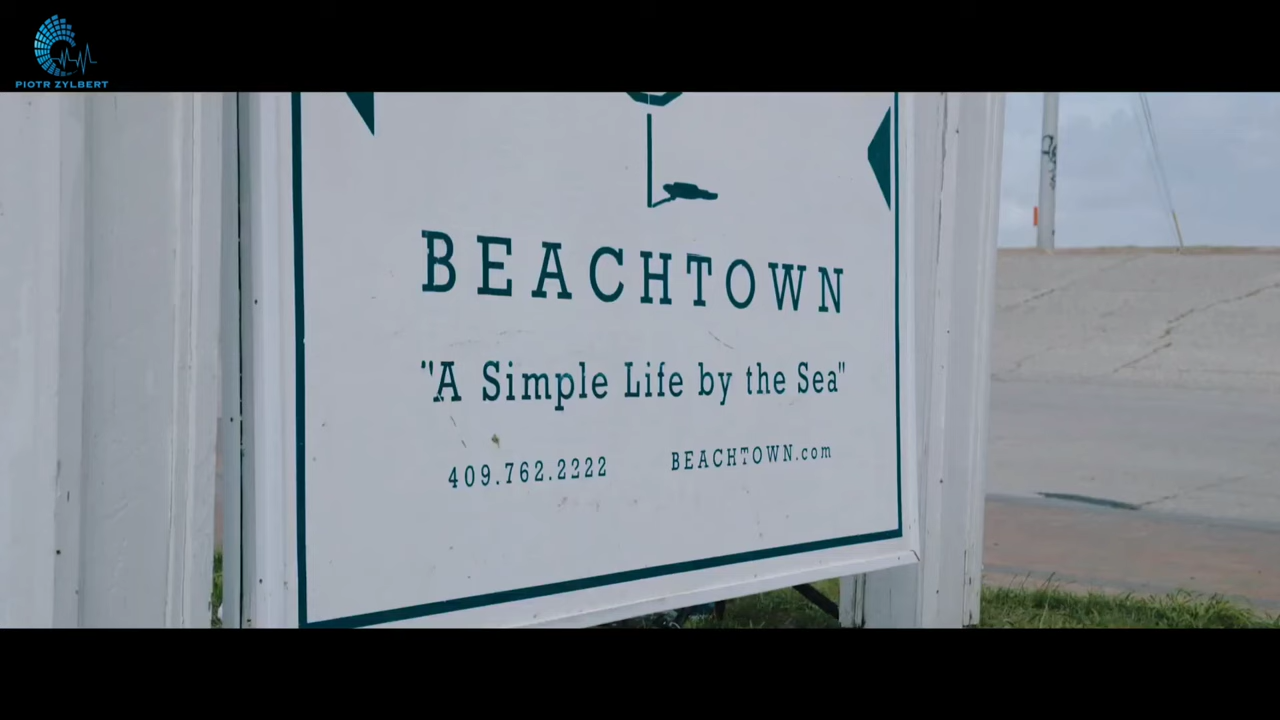 PIOTR ZYLBERT
BEACHTOWN
"A Simple Life by the Sea"
409.762.2222 BEACHTOWN.com